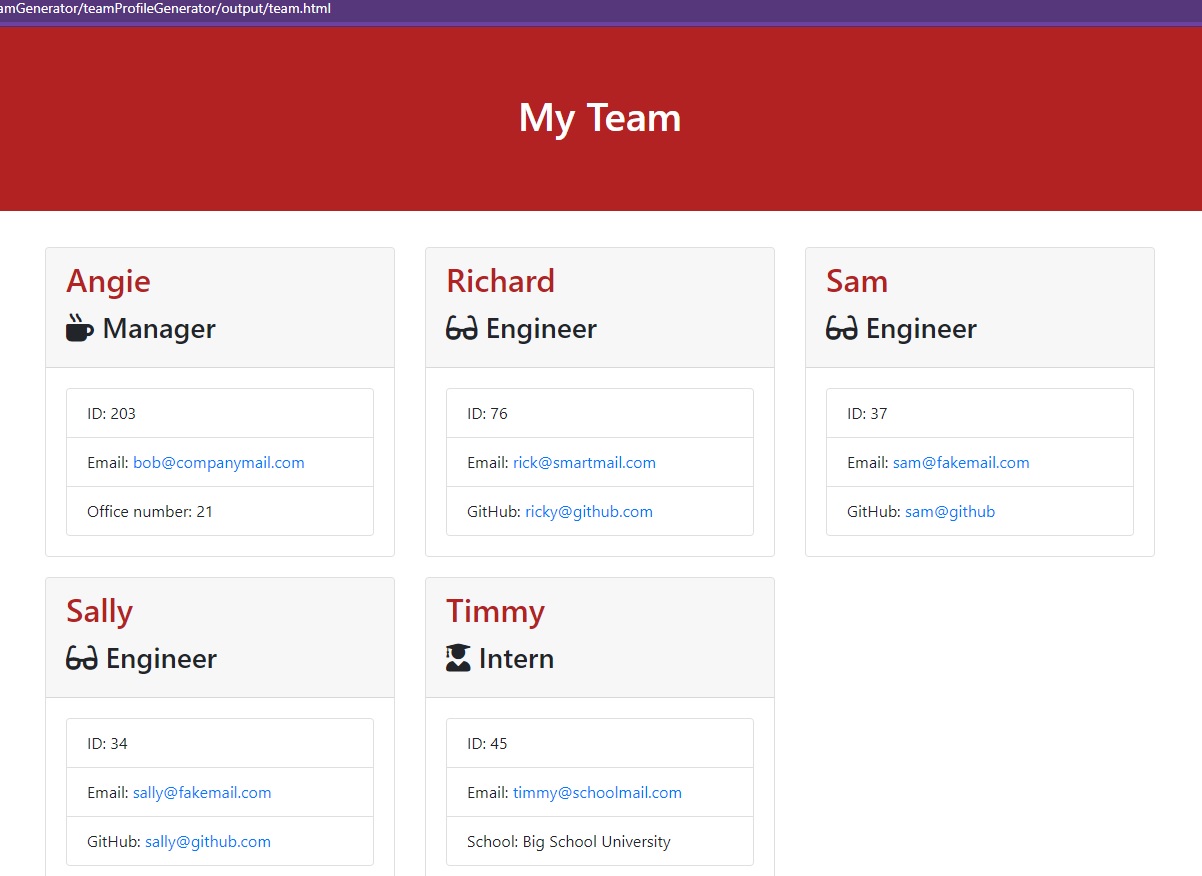 amGenerator/teamProfileGenerator/output/team.html
My Team
Angie
Manager
ID: 203
Email: bob@companymail.com
Office number: 21
Richard
Engineer
ID: 76
Email: rick@smartmail.com
GitHub: ricky@github.com
Sam
Engineer
ID: 37
Email: sam@fakemail.com
GitHub: sam@github
Sally
Engineer
ID: 34
Email: sally@fakemail.com
GitHub: sally@github.com
Timmy
Intern
ID: 45
Email: timmy@schoolmail.com
School: Big School University